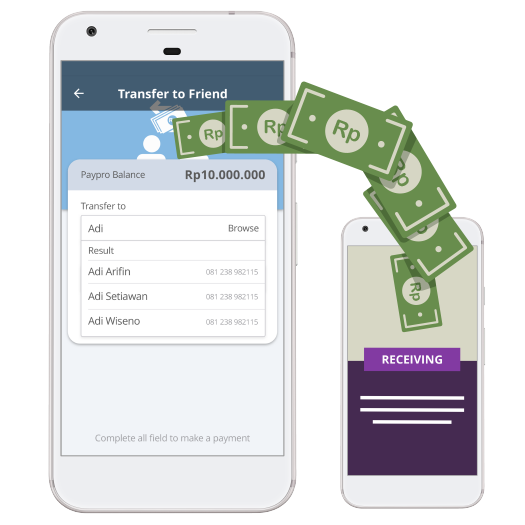 Transfer to Friend
Paypro Balance Rp10.000.000
Transfer to
Adi Browse
Result
Adi Arifin 081 238 982115
Adi Setiawan 081 238 982115
Adi Wiseno 081 238 982115
Complete all field to make a payment
Rp
Rp
Rp
Rp
Rp
RECEIVING